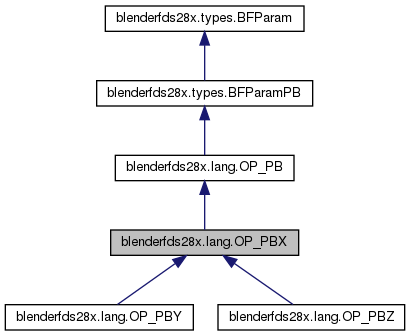 blenderfds28x.types.BFParam
blenderfds28x.types.BFParamPB
blenderfds28x.lang.OP_PB
blenderfds28x.lang.OP_PBX
blenderfds28x.lang.OP_PBY
blenderfds28x.lang.OP_PBZ